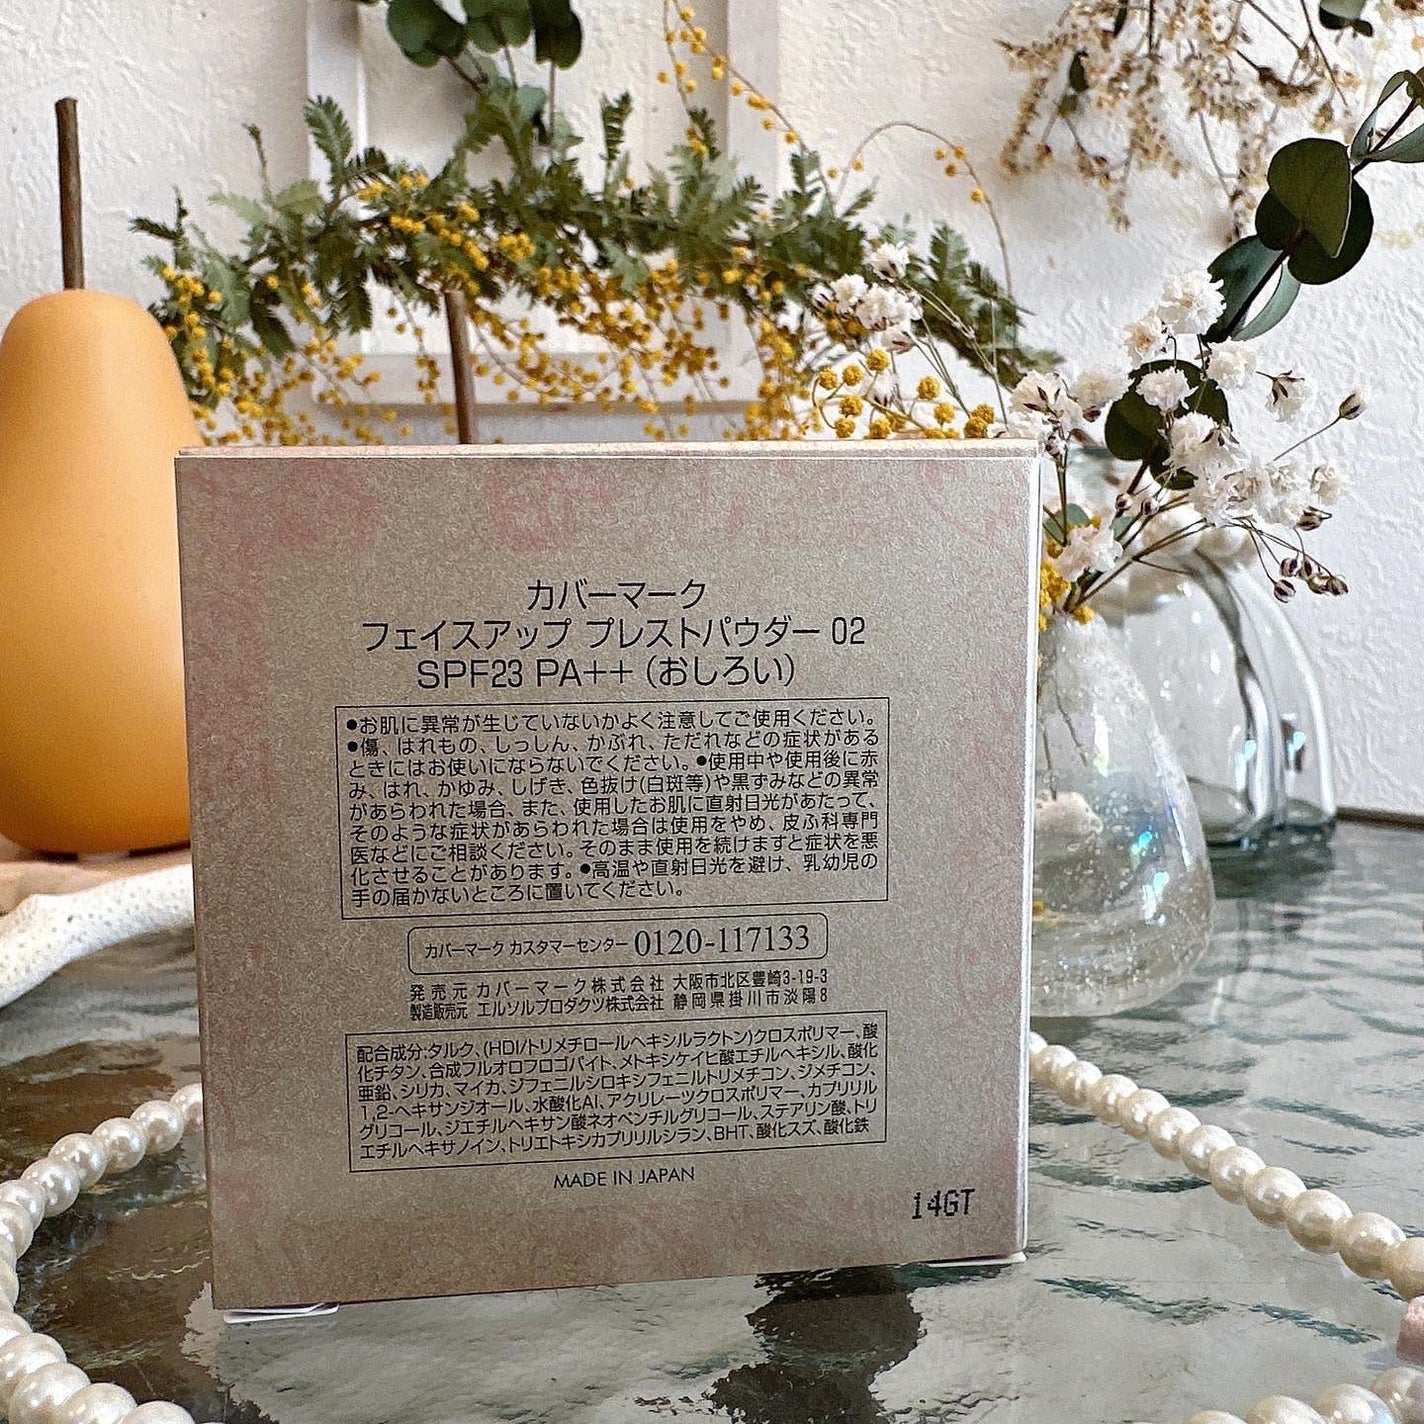 カバーマーク
フェイスアップ プレストパウダー 02
SPF23 PA++（おしろい）
●お肌に異常が生じていないかよく注意してご使用ください。
●傷、はれもの、しっしん、かぶれ、ただれなどの症状がある
ときにはお使いにならないでください。●使用中や使用後に赤
み、はれ、かゆみ、しげき、色抜け(白斑等)や黒ずみなどの異常
があらわれた場合、また、使用したお肌に直射日光があたって、
そのような症状があらわれた場合は使用をやめ、皮ふ科専門
医などにご相談ください。そのまま使用を続けますと症状を悪
化させることがあります。●高温や直射日光を避け、乳幼児の
手の届かないところに置いてください。
カバーマーク カスタマーセンター 0120-117133
発売元 カバーマーク株式会社 大阪市北区豊崎3-19-3
製造販売元 エルソルプロダクツ株式会社 静岡県掛川市淡陽8
配合成分:タルク、(HDI/トリメチロールヘキシルラクトン)クロスポリマー、酸
化チタン、合成フルオロフロゴパイト、メトキシケイヒ酸エチルヘキシル、酸化
亜鉛、シリカ、マイカ、ジフェニルシロキシフェニルトリメチコン、ジメチコン、
1,2-ヘキサンジオール、水酸化Al、アクリレーツクロスポリマー、カプリリル
グリコール、ジエチルヘキサン酸ネオペンチルグリコール、ステアリン酸、トリ
エチルヘキサノイン、トリエトキシカプリリルシラン、BHT、酸化スズ、酸化鉄
MADE IN JAPAN
14GT